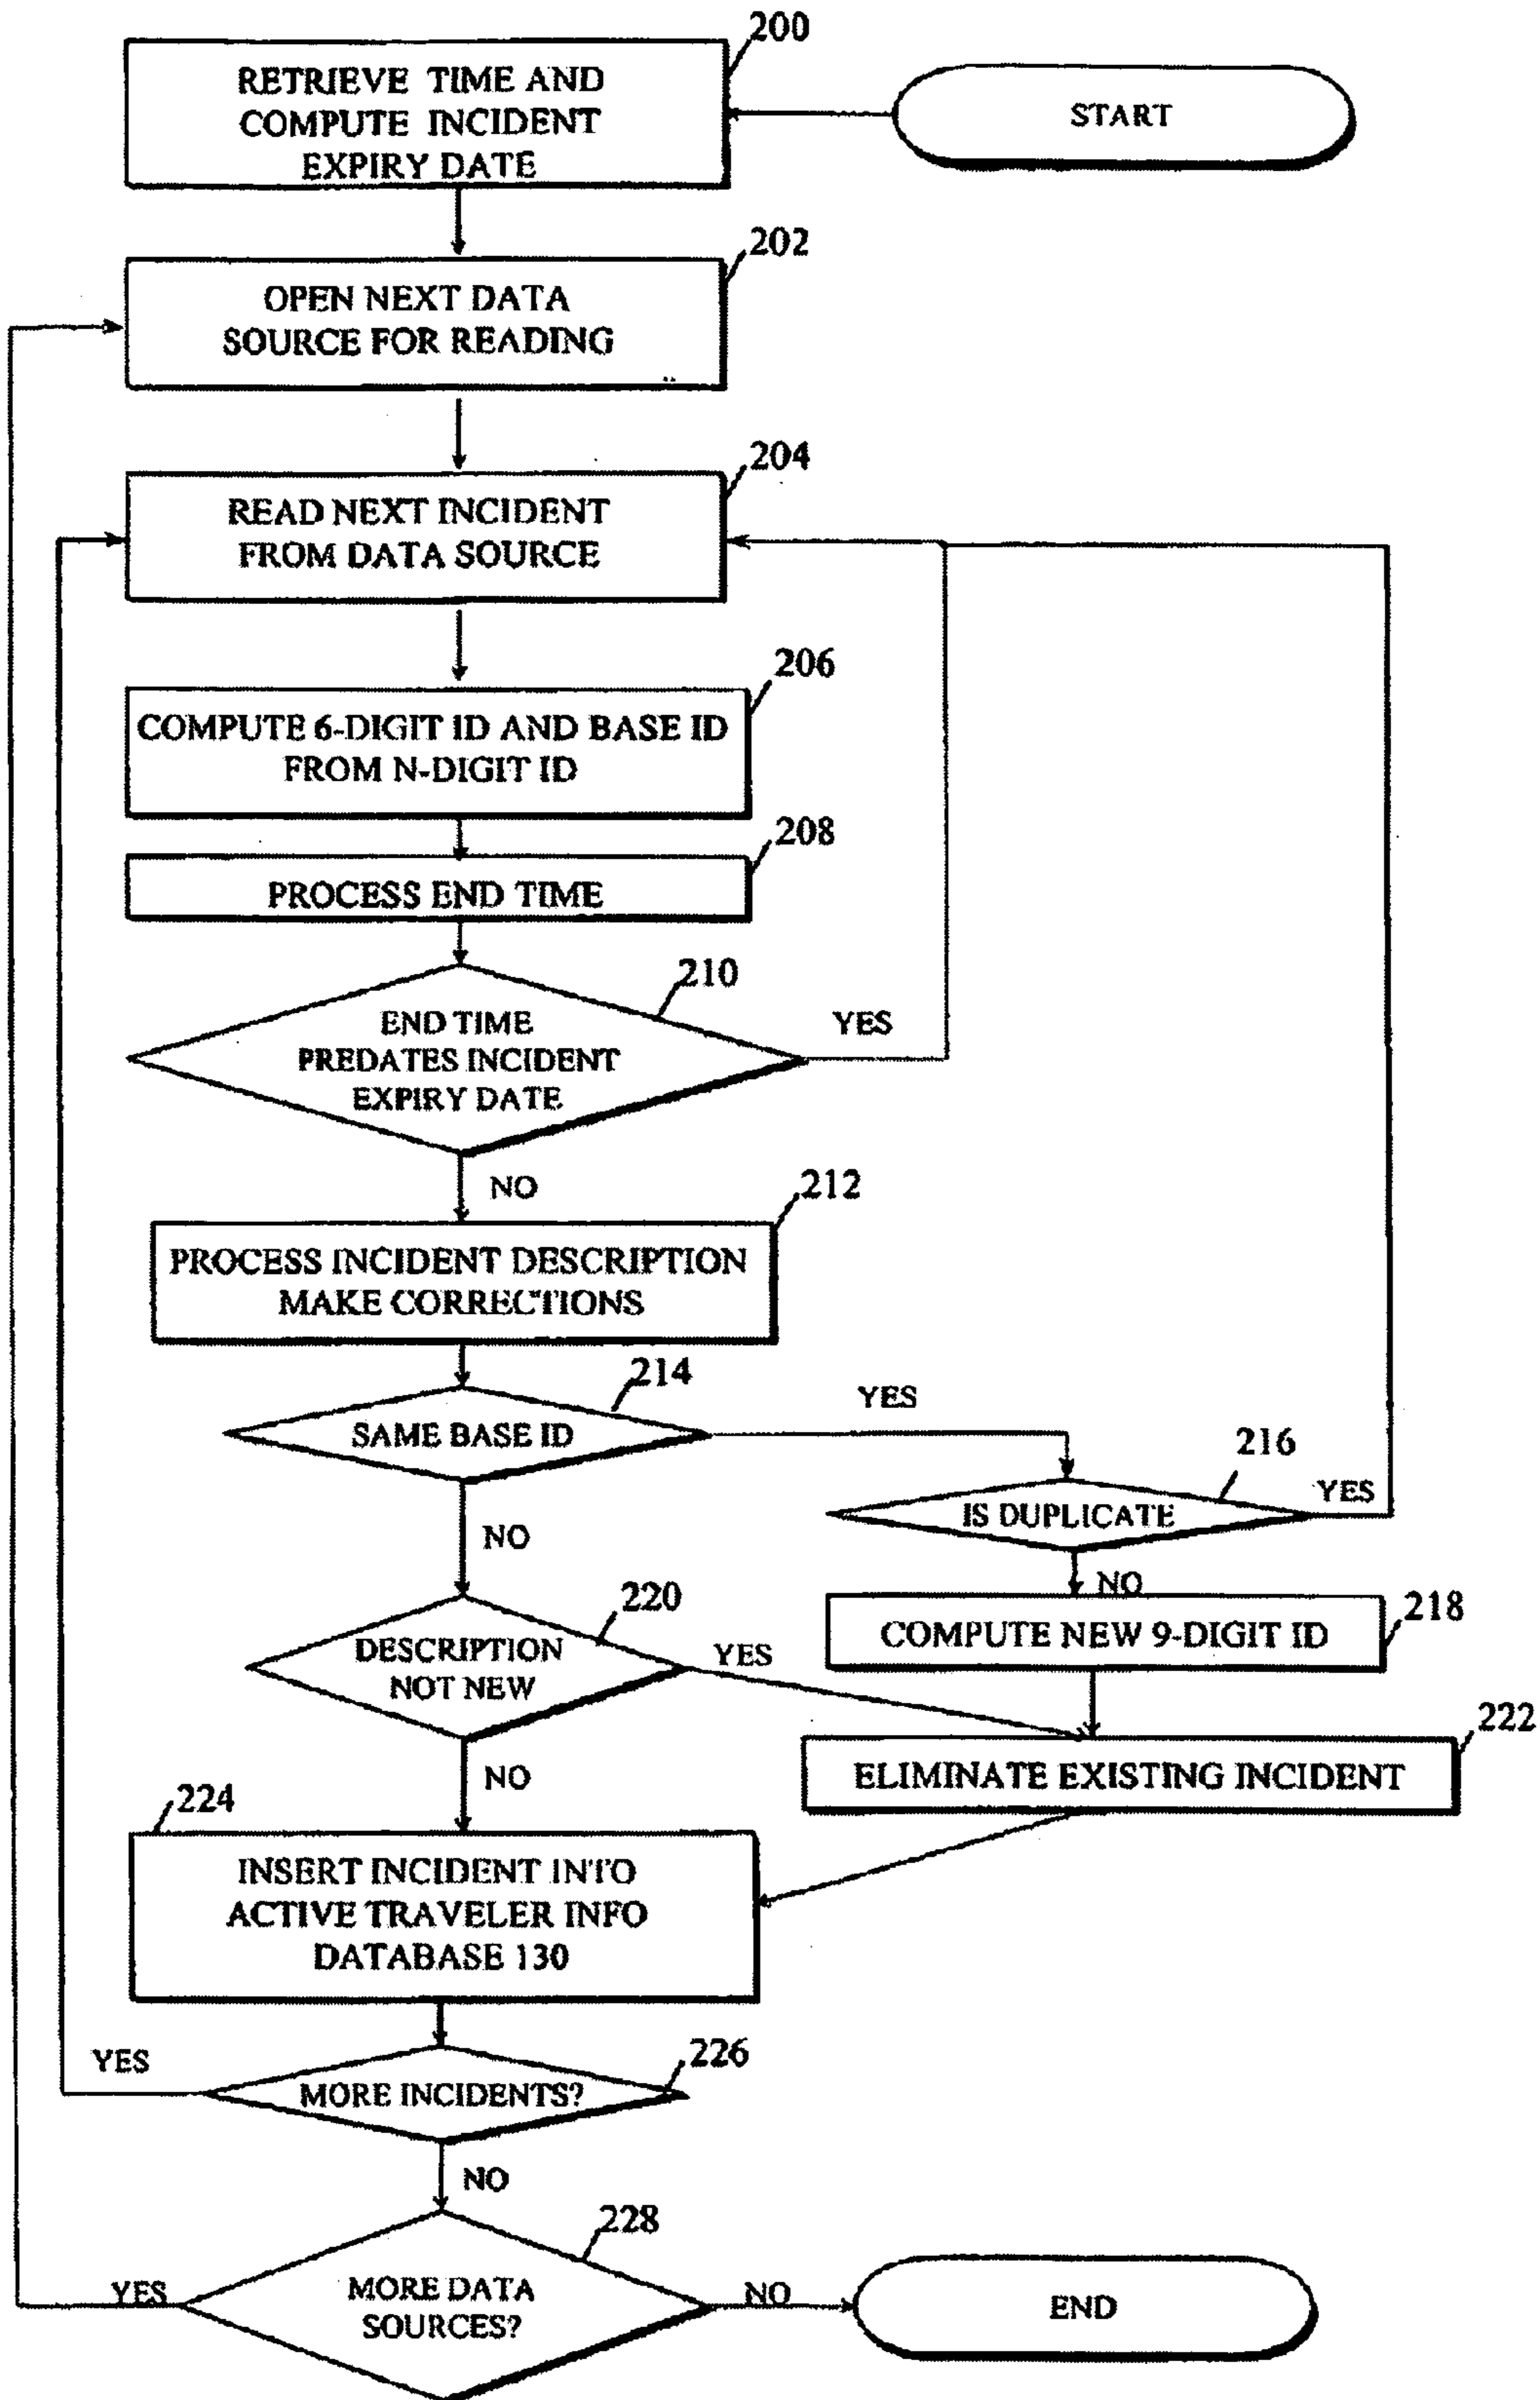 200
RETRIEVE TIME AND
COMPUTE INCIDENT
EXPIRY DATE
START
202
OPEN NEXT DATA
SOURCE FOR READING
204
READ NEXT INCIDENT
FROM DATA SOURCE
206
COMPUTE 6-DIGIT ID AND BASE ID
FROM N-DIGIT ID
208
PROCESS END TIME
210
END TIME
PREDATES INCIDENT
EXPIRY DATE
YES
NO
212
PROCESS INCIDENT DESCRIPTION
MAKE CORRECTIONS
214
SAME BASE ID
YES
216
IS DUPLICATE
YES
NO
NO
218
COMPUTE NEW 9-DIGIT ID
220
DESCRIPTION
NOT NEW
YES
222
ELIMINATE EXISTING INCIDENT
NO
224
INSERT INCIDENT INTO
ACTIVE TRAVELER INFO
DATABASE 130
YES
226
MORE INCIDENTS?
NO
228
YES
MORE DATA
SOURCES?
NO
END